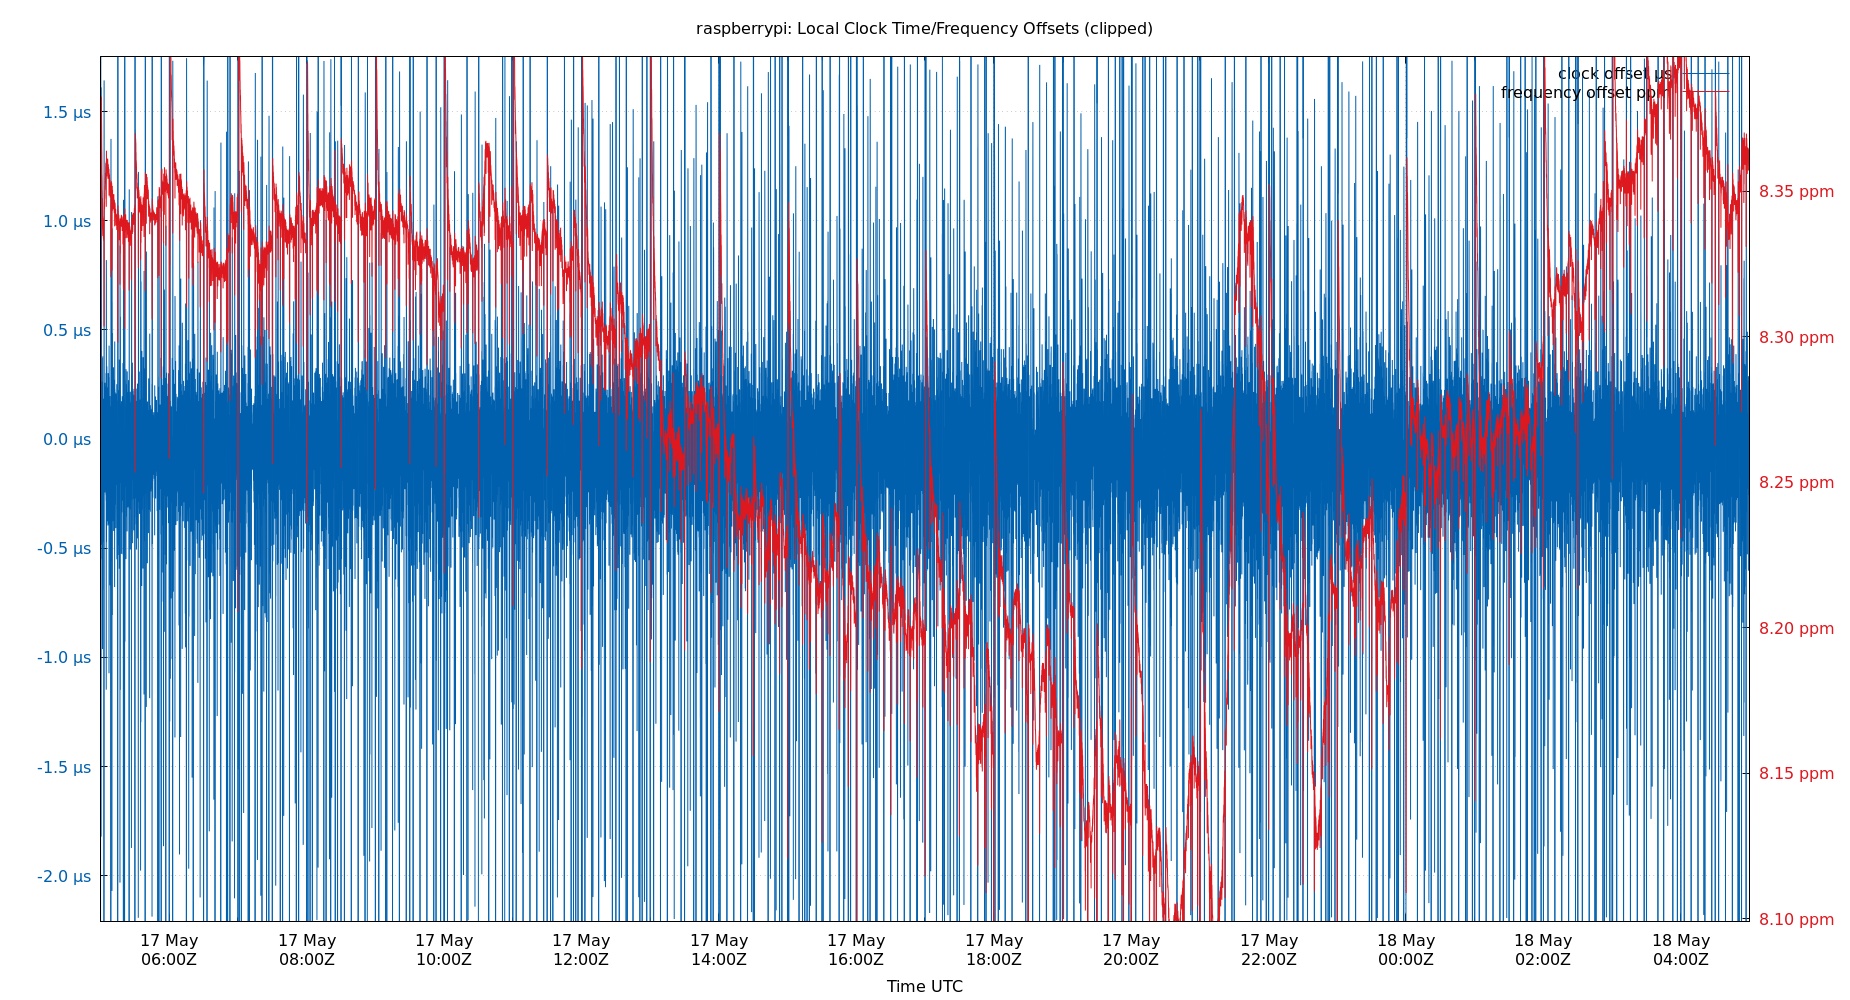 raspberrypi: Local Clock Time/Frequency Offsets (clipped)
clock offset µs
frequency offset pp
1.5 µs
1.0 µs
0.5 µs
0.0 µs
-0.5 µs
-1.0 µs
-1.5 µs
-2.0 µs
8.35 ppm
8.30 ppm
8.25 ppm
8.20 ppm
8.15 ppm
8.10 ppm
17 May 17 May 17 May 17 May 17 May 17 May 17 May 17 May 17 May 18 May 18 May 18 May
06:00Z 08:00Z 10:00Z 12:00Z 14:00Z 16:00Z 18:00Z 20:00Z 22:00Z 00:00Z 02:00Z 04:00Z
Time UTC